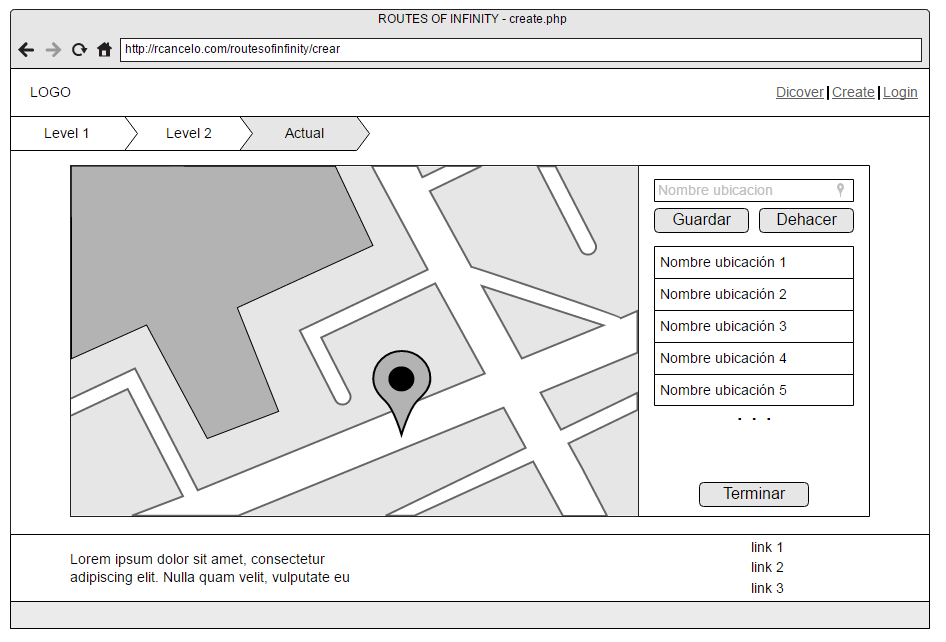 ROUTES OF INFINITY - create.php
http://rcancelo.com/routesofinfinity/crear
LOGO
Dicover | Create | Login
Level 1
Level 2
Actual
Nombre ubicacion
Guardar
Dehacer
Nombre ubicación 1
Nombre ubicación 2
Nombre ubicación 3
Nombre ubicación 4
Nombre ubicación 5
. . .
Terminar
Lorem ipsum dolor sit amet, consectetur
adipiscing elit. Nulla quam velit, vulputate eu
link 1
link 2
link 3